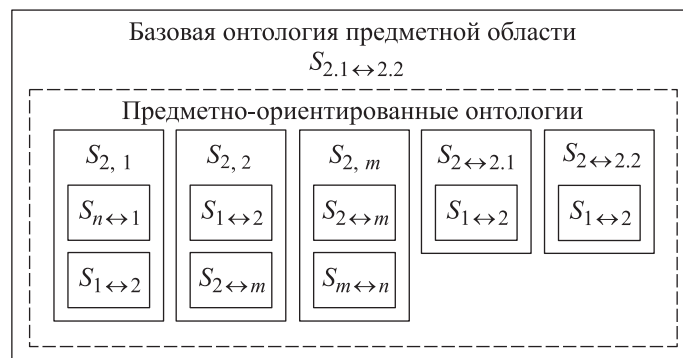 Базовая онтология предметной области
S2.1↔2.2
Предметно-ориентированные онтологии
S2, 1 S2, 2 S2, m S2↔2.1 S2↔2.2
Sn↔1 S1↔2 S2↔m S1↔2 S1↔2
S1↔2 S2↔m Sm↔n